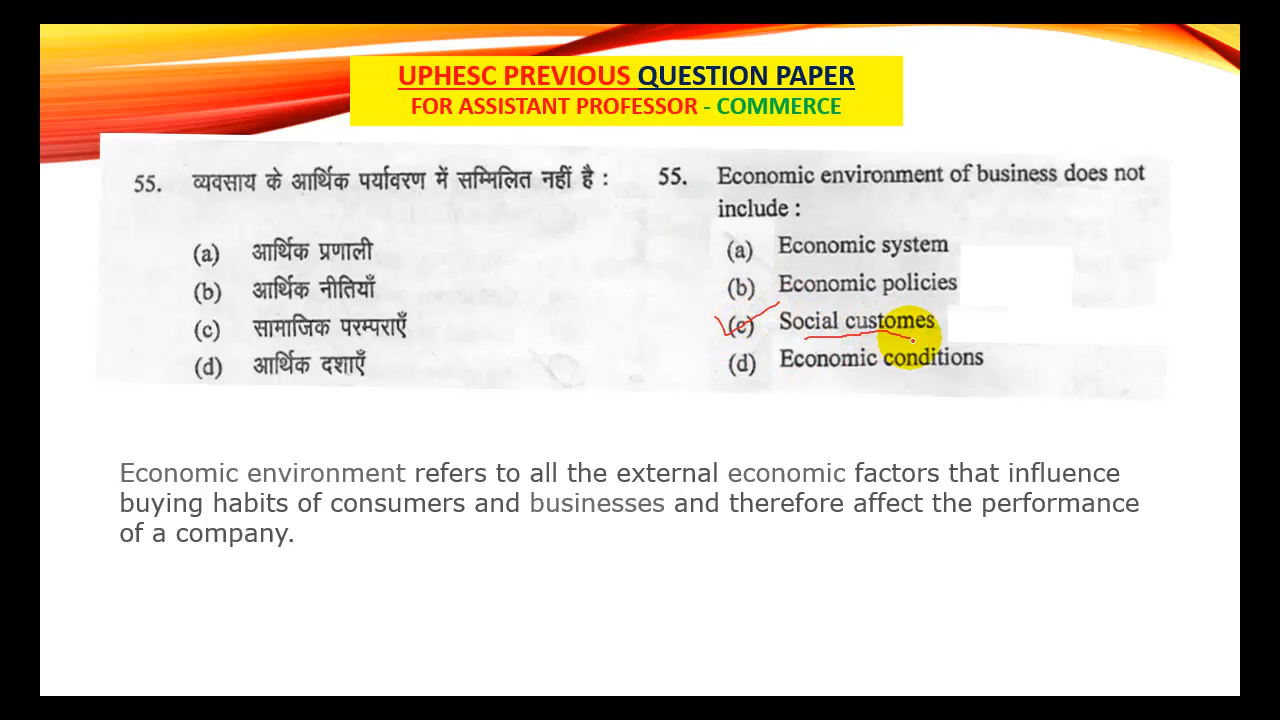 UPHESC PREVIOUS QUESTION PAPER
FOR ASSISTANT PROFESSOR - COMMERCE
55. व्यवसाय के आर्थिक पर्यावरण में सम्मिलित नहीं है :
(a) आर्थिक प्रणाली
(b) आर्थिक नीतियाँ
(c) सामाजिक परम्पराएँ
(d) आर्थिक दशाएँ
55. Economic environment of business does not
include :
(a) Economic system
(b) Economic policies
(c) Social customes
(d) Economic conditions
Economic environment refers to all the external economic factors that influence
buying habits of consumers and businesses and therefore affect the performance
of a company.